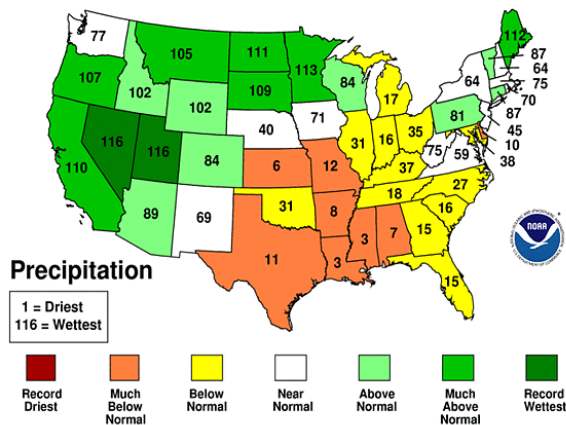 77
105
111
113
112
107
102
109
84
87
64
64
75
70
87
102
17
81
45
10
38
40
71
116
116
84
31
16
35
75
59
110
6
12
37
89
69
31
8
18
27
16
11
3
7
15
3
15
NOAA
Precipitation
1 = Driest
116 = Wettest
Record
Driest
Much
Below
Normal
Below
Normal
Near
Normal
Above
Normal
Much
Above
Normal
Record
Wettest